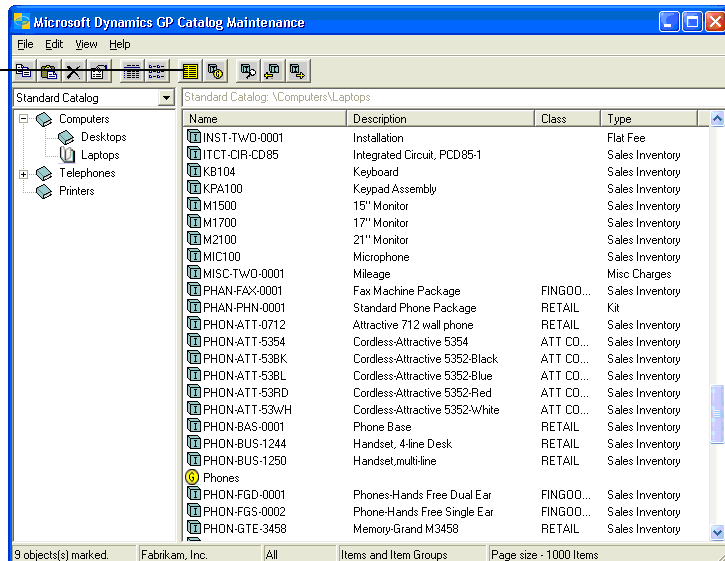 Microsoft Dynamics GP Catalog Maintenance
File Edit View Help
Standard Catalog
Standard Catalog: \Computers\Laptops
Computers
Desktops
Laptops
Telephones
Printers
Name Description Class Type
INST-TWO-0001 Installation Flat Fee
ITCT-CIR-CD85 Integrated Circuit, PCD85-1 Sales Inventory
KB104 Keyboard Sales Inventory
KPA100 Keypad Assembly Sales Inventory
M1500 15" Monitor Sales Inventory
M1700 17" Monitor Sales Inventory
M2100 21" Monitor Sales Inventory
MIC100 Microphone Sales Inventory
MISC-TWO-0001 Mileage Misc Charges
PHAN-FAX-0001 Fax Machine Package FINGOO... Sales Inventory
PHAN-PHN-0001 Standard Phone Package RETAIL Kit
PHON-ATT-0712 Attractive 712 wall phone RETAIL Sales Inventory
PHON-ATT-5354 Cordless-Attractive 5354 ATT CO... Sales Inventory
PHON-ATT-53BK Cordless-Attractive 5352-Black ATT CO... Sales Inventory
PHON-ATT-53BL Cordless-Attractive 5352-Blue ATT CO... Sales Inventory
PHON-ATT-53RD Cordless-Attractive 5352-Red ATT CO... Sales Inventory
PHON-ATT-53WH Cordless-Attractive 5352-White ATT CO... Sales Inventory
PHON-BAS-0001 Phone Base RETAIL Sales Inventory
PHON-BUS-1244 Handset, 4-line Desk RETAIL Sales Inventory
PHON-BUS-1250 Handset,multi-line RETAIL Sales Inventory
G Phones
PHON-FGD-0001 Phones-Hands Free Dual Ear FINGOO... Sales Inventory
PHON-FGS-0002 Phone-Hands Free Single Ear FINGOO... Sales Inventory
PHON-GTE-3458 Memory-Grand M3458 RETAIL Sales Inventory
9 objects(s) marked. Fabrikam, Inc. All Items and Item Groups Page size - 1000 Items